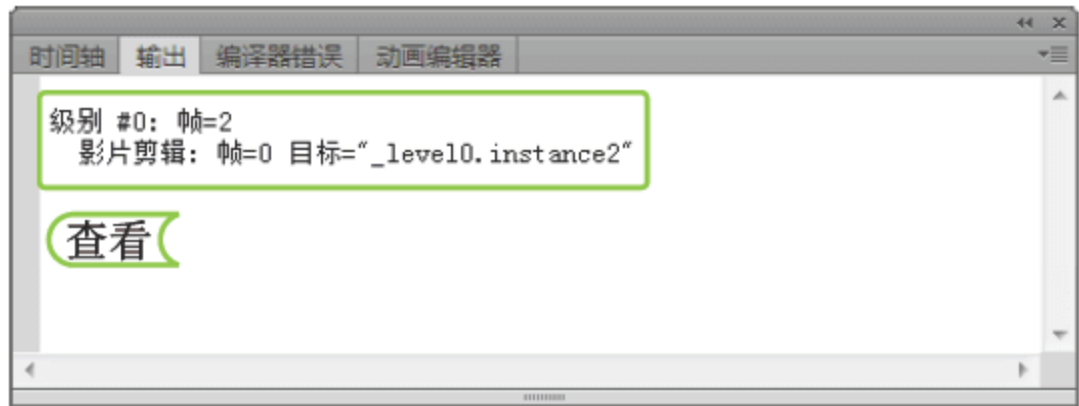 时间轴 输出 编译器错误 动画编辑器
级别 #0: 帧=2
影片剪辑: 帧=0 目标="_level0.instance2"
查看